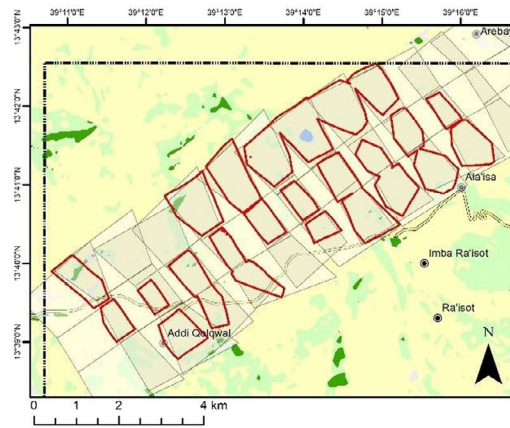 39°11'0"E 39°12'0"E 39°13'0"E 39°14'0"E 39°15'0"E 39°16'0"E
13°43'0"N
13°42'0"N
13°41'0"N
13°40'0"N
13°39'0"N
Areba
Ala'isa
Imba Ra'isot
Ra'isot
Addi Qolqwal
N
0 1 2 4 km